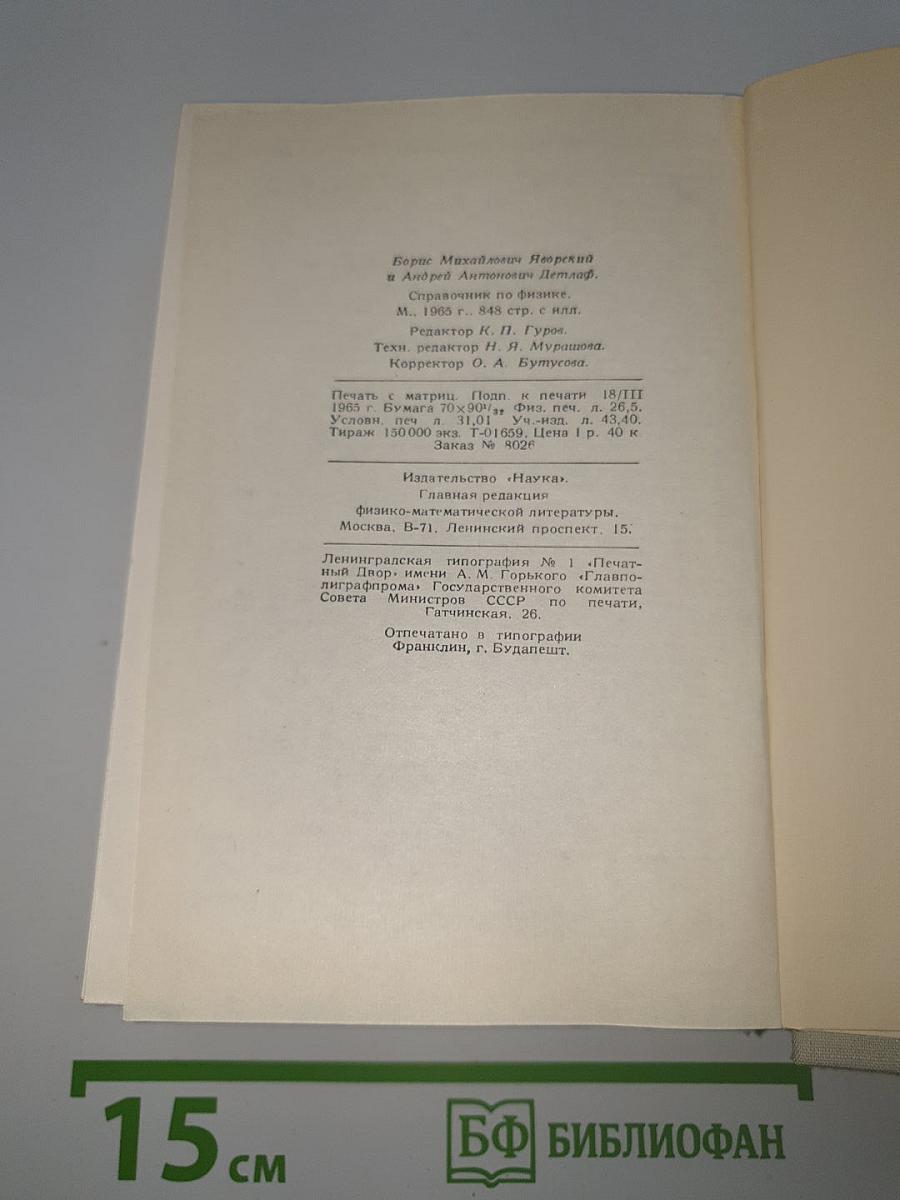 Борис Михайлович Яворский
и Андрей Антонович Детлаф.
Справочник по физике.
М., 1965 г., 848 стр. с илл.
Редактор К. П. Гуров.
Техн. редактор Н. Я. Мурашова.
Корректор О. А. Бутусова.
Печать с матриц. Подп. к печати 18/III
1965 г. Бумага 70×90¹/₃₂. Физ. печ. л. 26,5.
Условн. печ л. 31,01 Уч.-изд. л. 43,40.
Тираж 150000 экз. Т-01659. Цена 1 р. 40 к.
Заказ № 8026
Издательство «Наука».
Главная редакция
физико-математической литературы.
Москва, В-71, Ленинский проспект, 15.
Ленинградская типография № 1 «Печат-
ный Двор» имени А. М. Горького «Главпо-
лиграфпрома» Государственного комитета
Совета Министров СССР по печати,
Гатчинская, 26.
Отпечатано в типографии
Франклин, г. Будапешт.
15 см
БФ БИБЛИОФАН